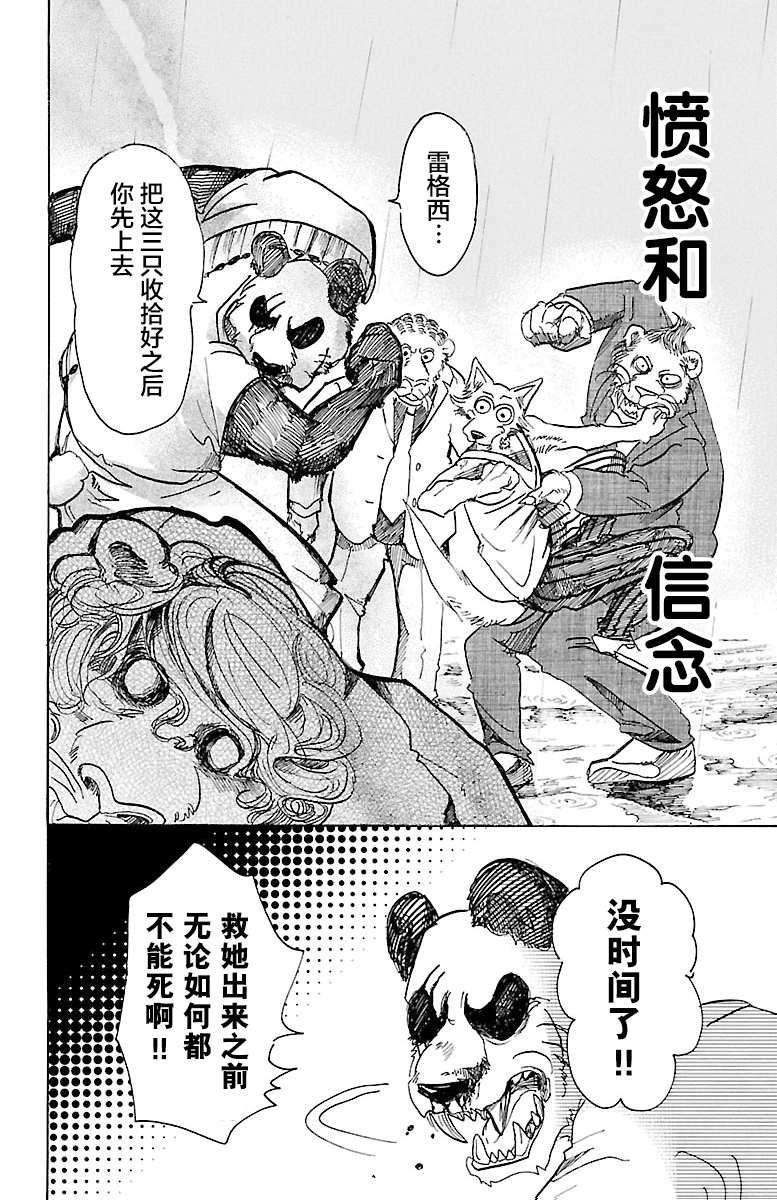 愤怒和
信念
雷格西…
把这三只收拾好之后
你先上去
没时间了!!
救她出来之前
无论如何都
不能死啊!!